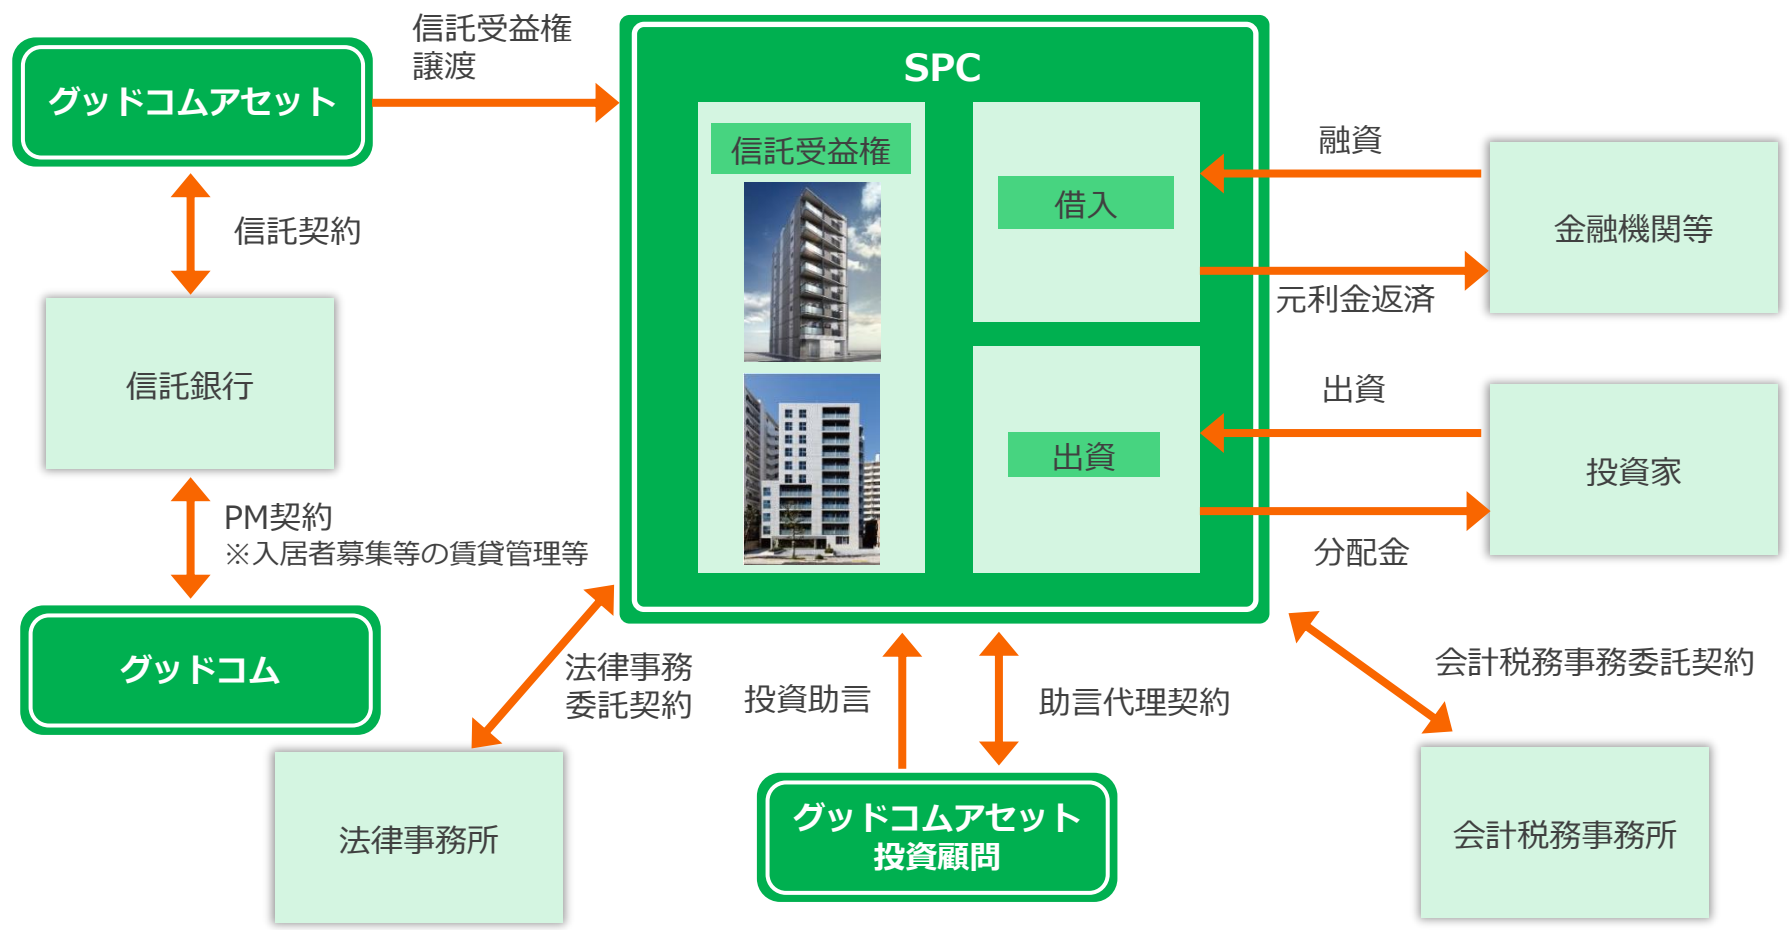 信託受益権
譲渡
グッドコムアセット
SPC
信託受益権
借入
融資
金融機関等
元利金返済
信託契約
信託銀行
出資
出資
投資家
分配金
PM契約
※入居者募集等の賃貸管理等
グッドコム
法律事務
委託契約
投資助言
助言代理契約
会計税務事務委託契約
法律事務所
グッドコムアセット
投資顧問
会計税務事務所